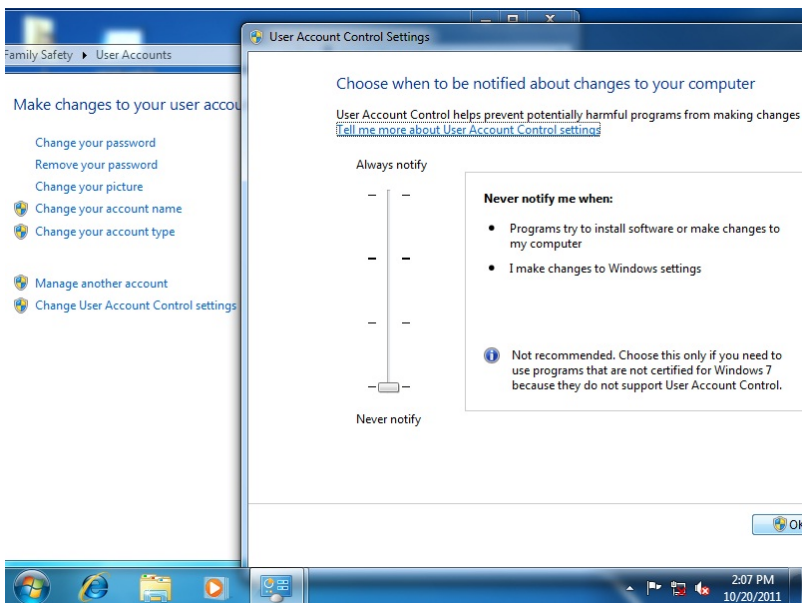 Family Safety ▸ User Accounts
Make changes to your user accou
Change your password
Remove your password
Change your picture
Change your account name
Change your account type
Manage another account
Change User Account Control settings
User Account Control Settings
Choose when to be notified about changes to your computer
User Account Control helps prevent potentially harmful programs from making changes
Tell me more about User Account Control settings
Always notify
Never notify me when:
• Programs try to install software or make changes to
my computer
• I make changes to Windows settings
Not recommended. Choose this only if you need to
use programs that are not certified for Windows 7
because they do not support User Account Control.
Never notify
OK
2:07 PM
10/20/2011